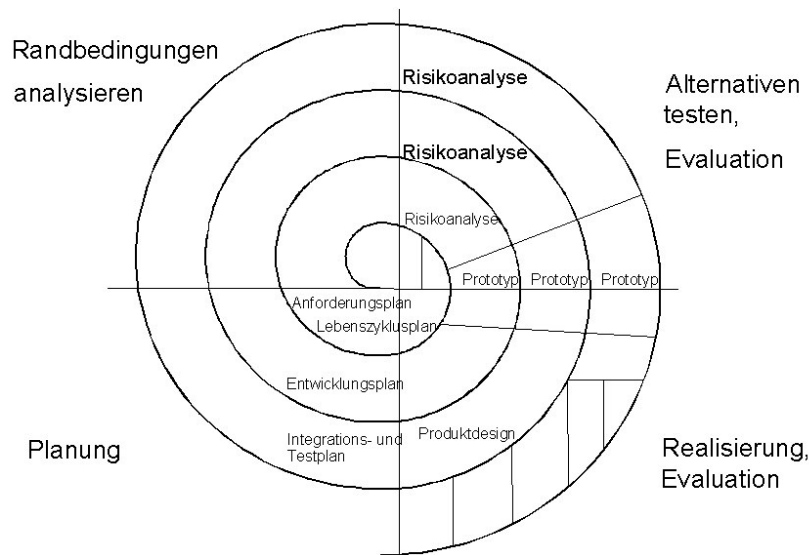 Randbedingungen
analysieren
Risikoanalyse
Alternativen
testen,
Evaluation
Risikoanalyse
Risikoanalyse
Prototyp
Prototyp
Prototyp
Anforderungsplan
Lebenszyklusplan
Entwicklungsplan
Planung
Integrations- und
Testplan
Produktdesign
Realisierung,
Evaluation